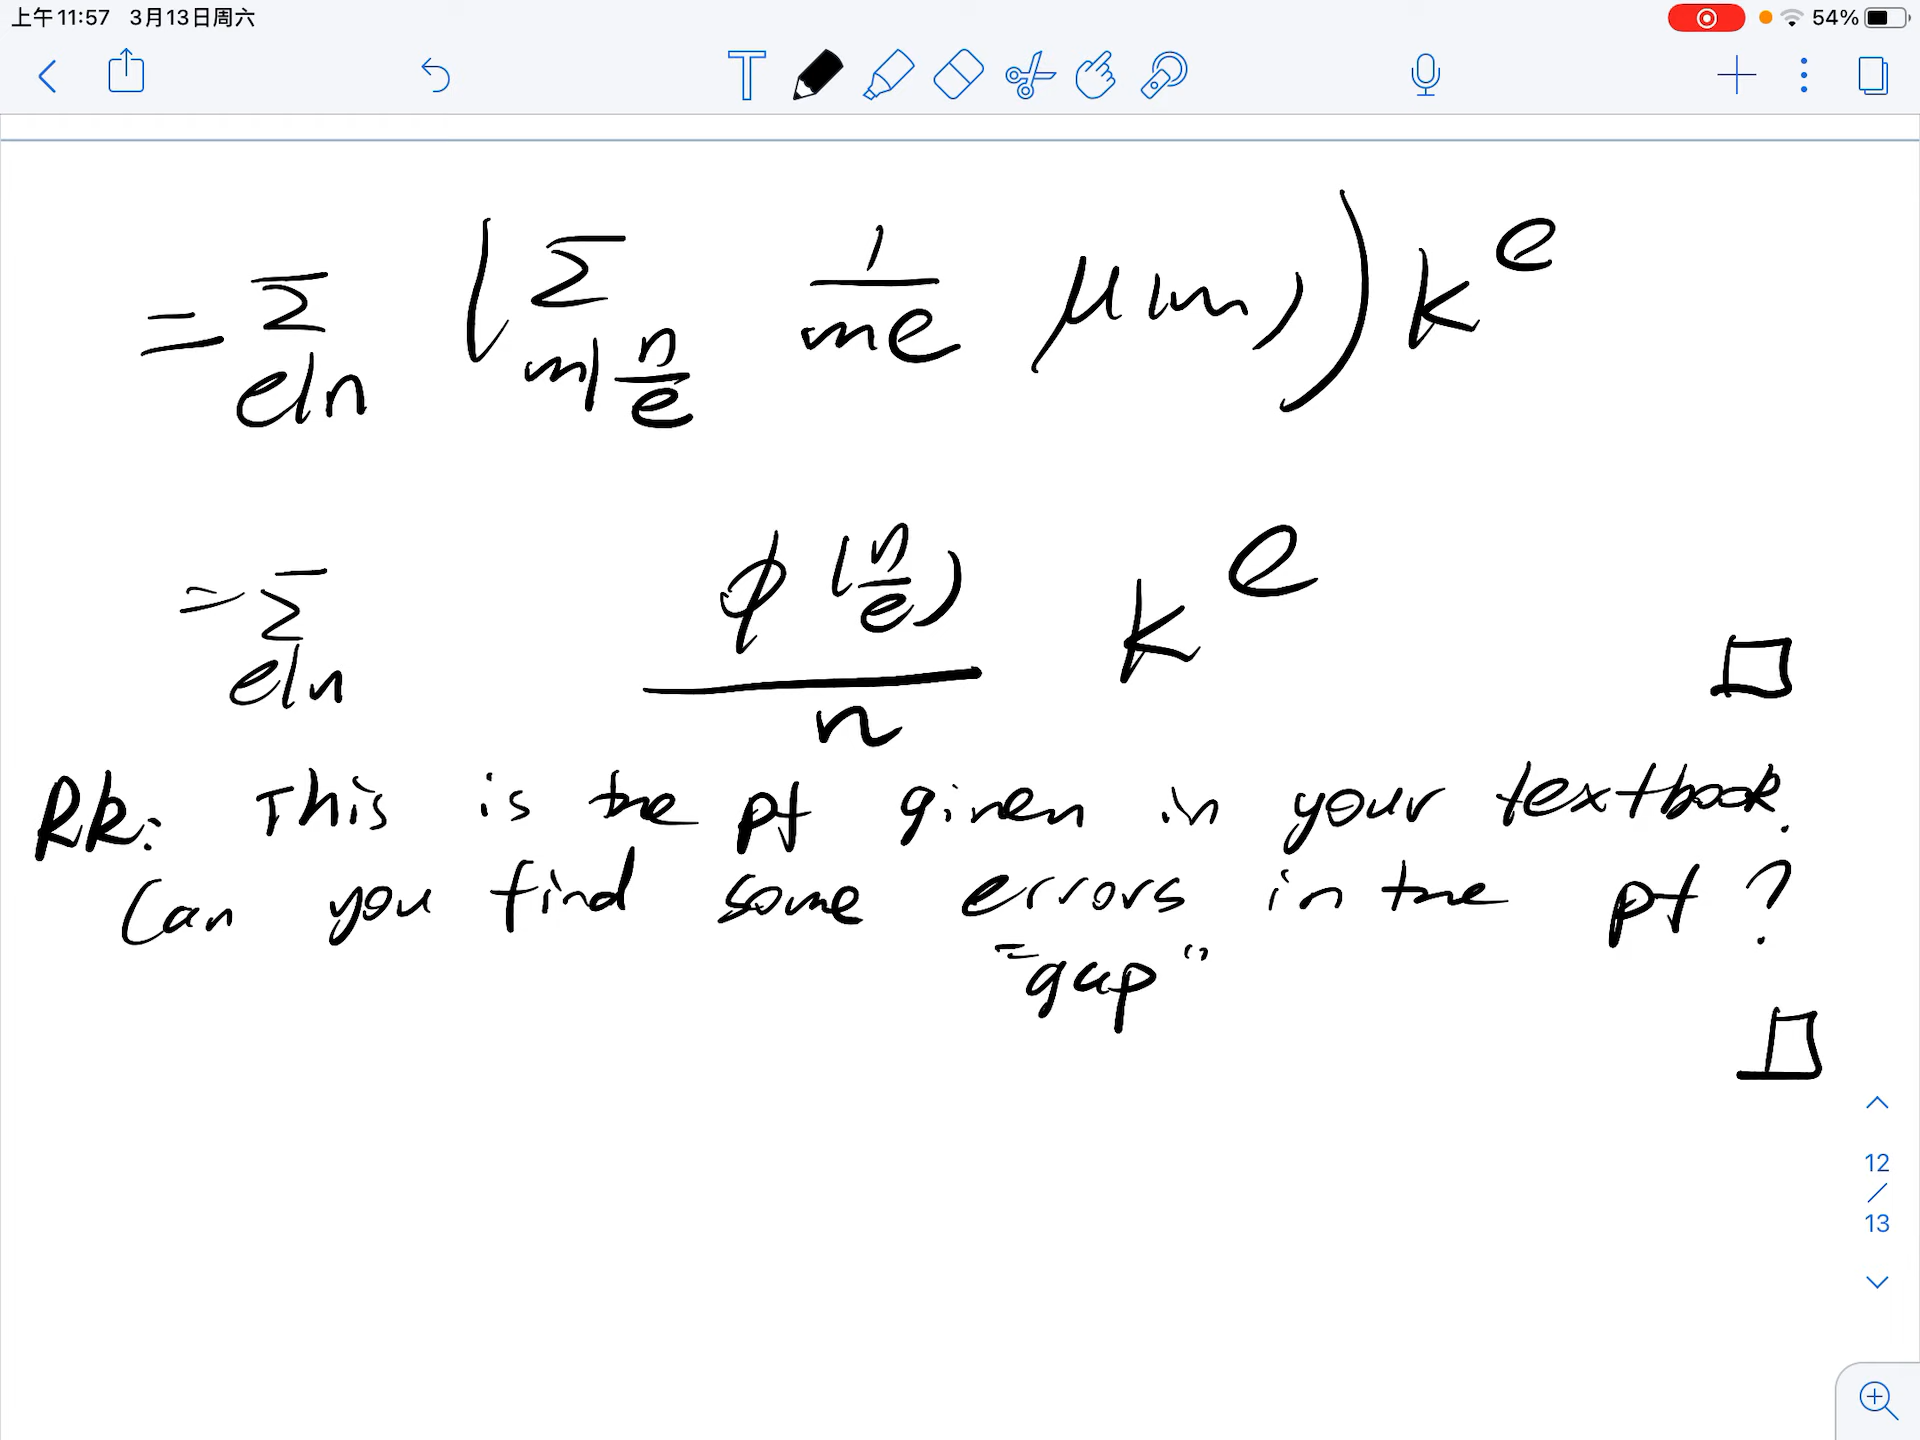 上午11:57 3月13日周六 54%
T
= Σ_{e|n} ( Σ_{m|n/e} 1/me μ(m) ) k^e
= Σ_{e|n} φ(n/e)/n k^e □
Rk: This is the pf given in your textbook.
Can you find some errors in the pf?
"gap"
□
12
/
13